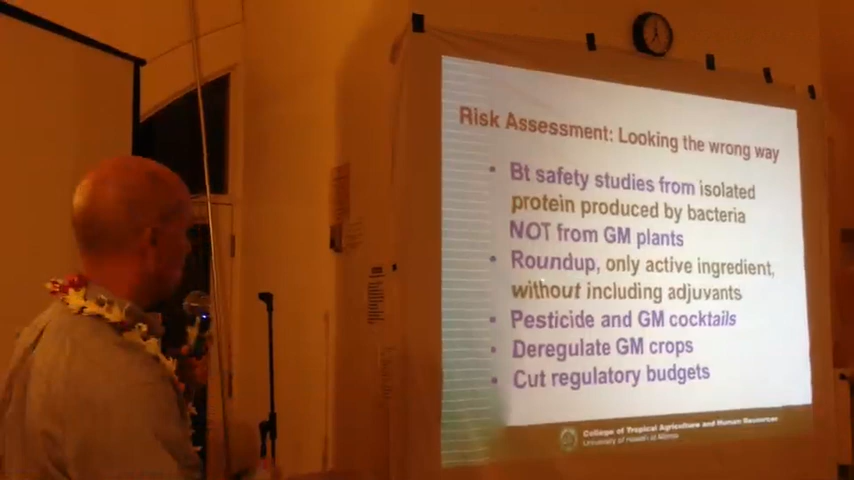 Risk Assessment: Looking the wrong way
• Bt safety studies from isolated
protein produced by bacteria
NOT from GM plants
• Roundup, only active ingredient,
without including adjuvants
• Pesticide and GM cocktails
• Deregulate GM crops
• Cut regulatory budgets
College of Tropical Agriculture and Human Resources
University of Hawai‘i at Mānoa